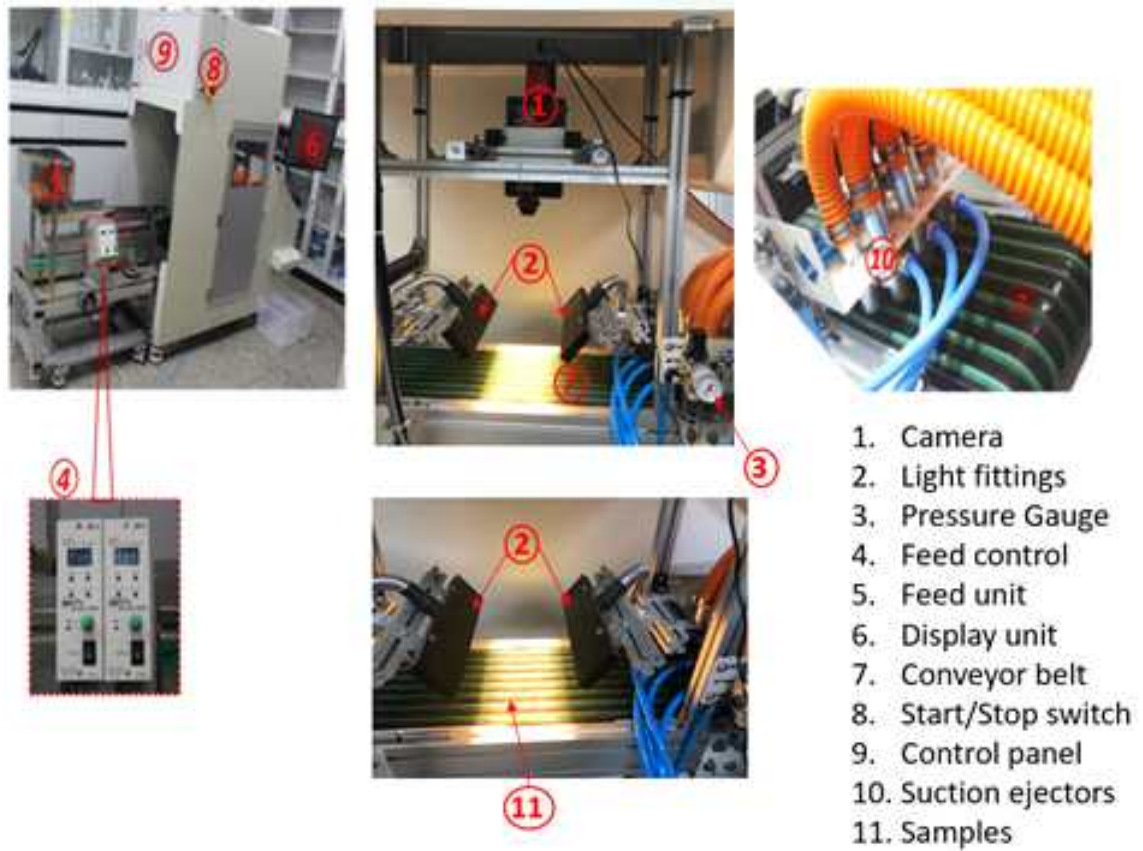 9
8
6
1
2
3
10
4
2
11
1. Camera
2. Light fittings
3. Pressure Gauge
4. Feed control
5. Feed unit
6. Display unit
7. Conveyor belt
8. Start/Stop switch
9. Control panel
10. Suction ejectors
11. Samples